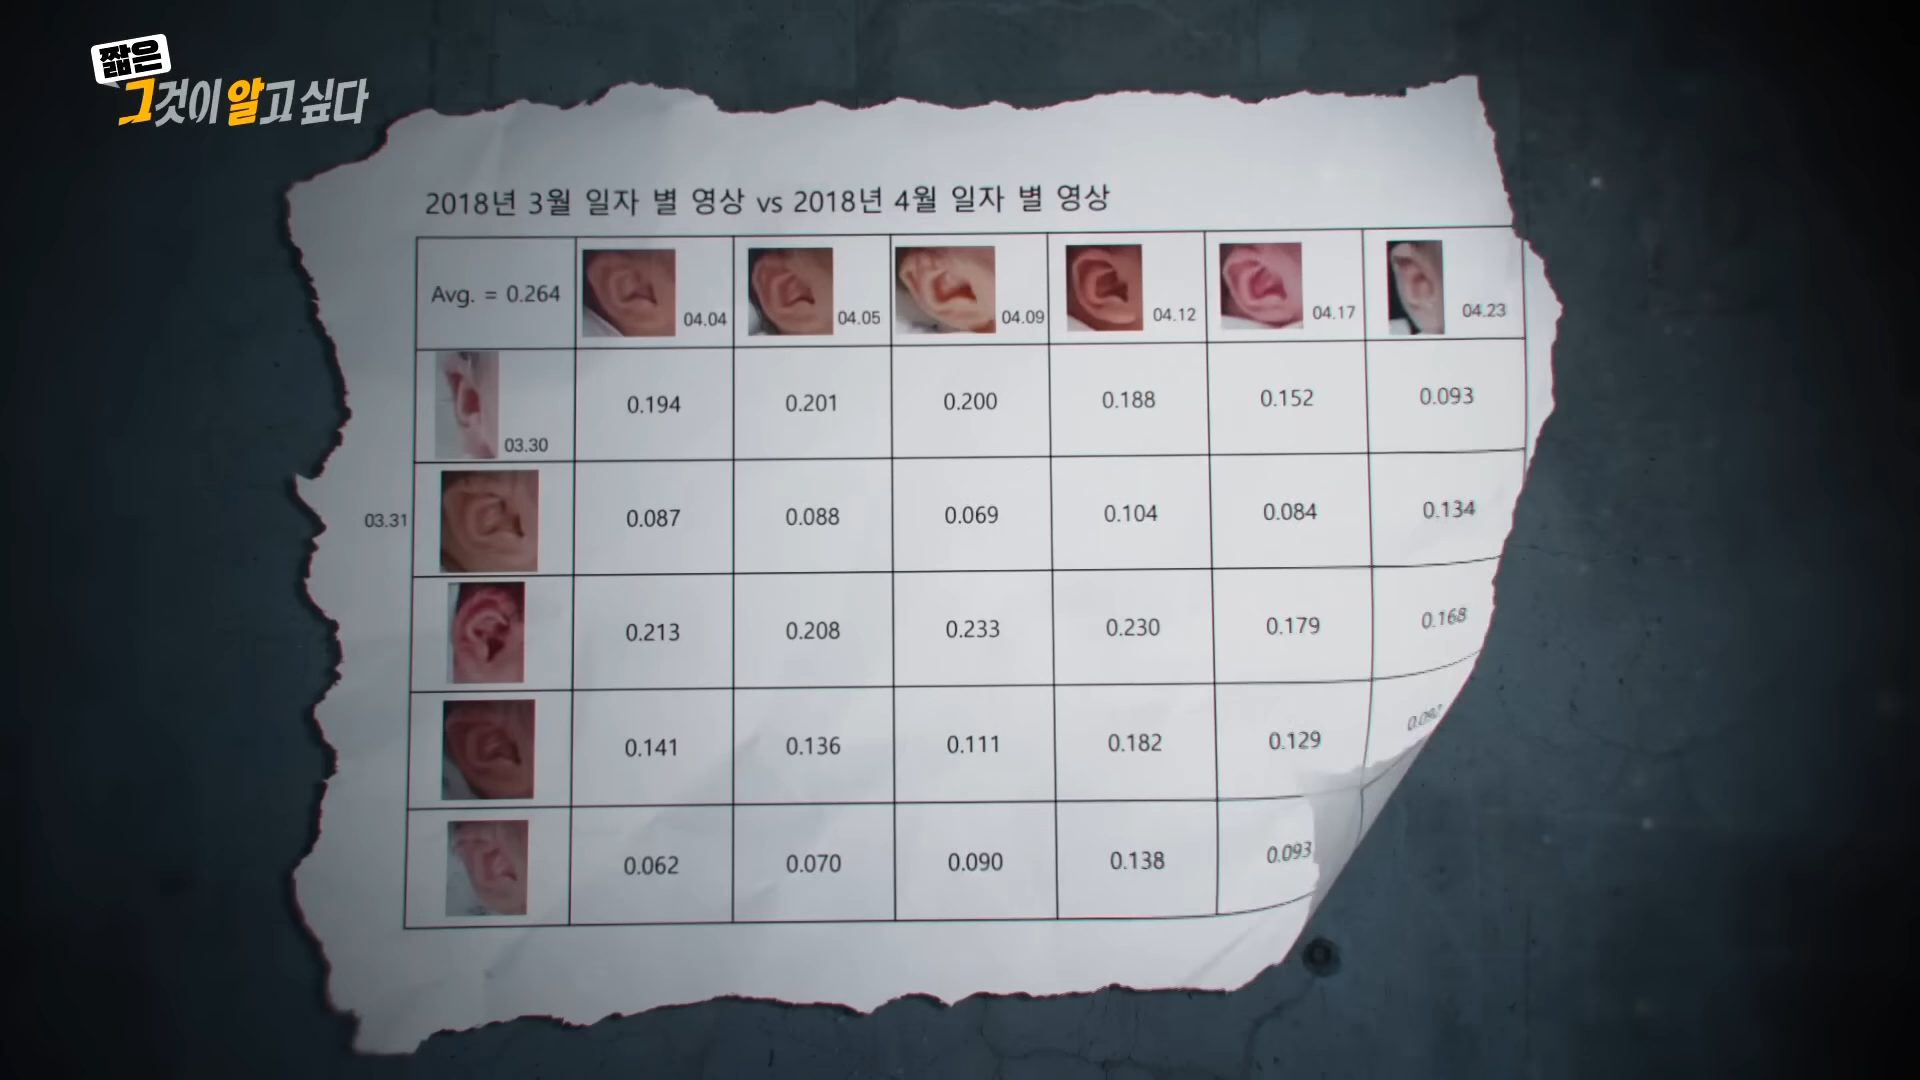 짧은
그것이 알고 싶다
2018년 3월 일자 별 영상 vs 2018년 4월 일자 별 영상
Avg. = 0.264 04.04 04.05 04.09 04.12 04.17 04.23
03.30 0.194 0.201 0.200 0.188 0.152 0.093
03.31 0.087 0.088 0.069 0.104 0.084 0.134
0.213 0.208 0.233 0.230 0.179 0.168
0.141 0.136 0.111 0.182 0.129
0.062 0.070 0.090 0.138 0.093